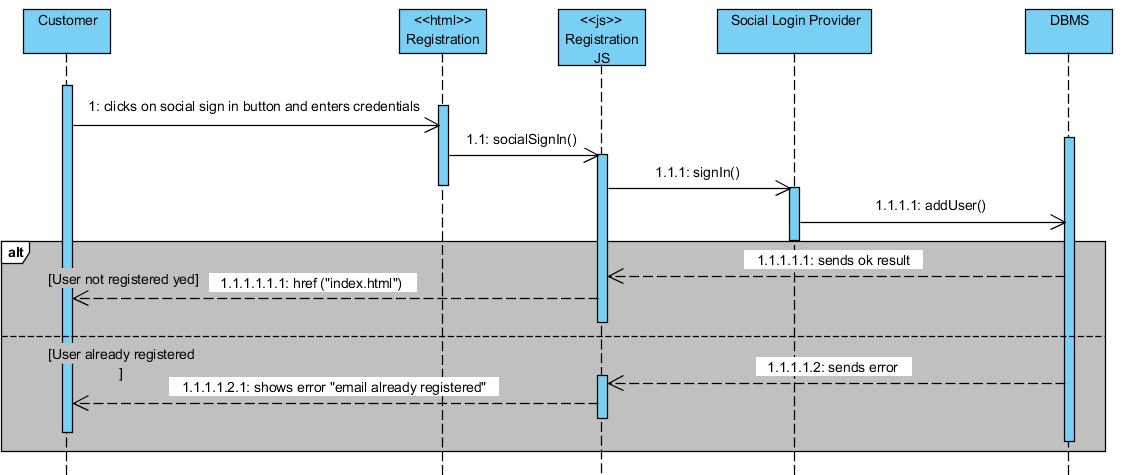 Customer
<<html>>
Registration
<<js>>
Registration
JS
Social Login Provider
DBMS
1: clicks on social sign in button and enters credentials
1.1: socialSignIn()
1.1.1: signIn()
1.1.1.1: addUser()
alt
1.1.1.1.1: sends ok result
[User not registered yed]
1.1.1.1.1.1: href ("index.html")
[User already registered
]
1.1.1.1.2: sends error
1.1.1.1.2.1: shows error "email already registered"